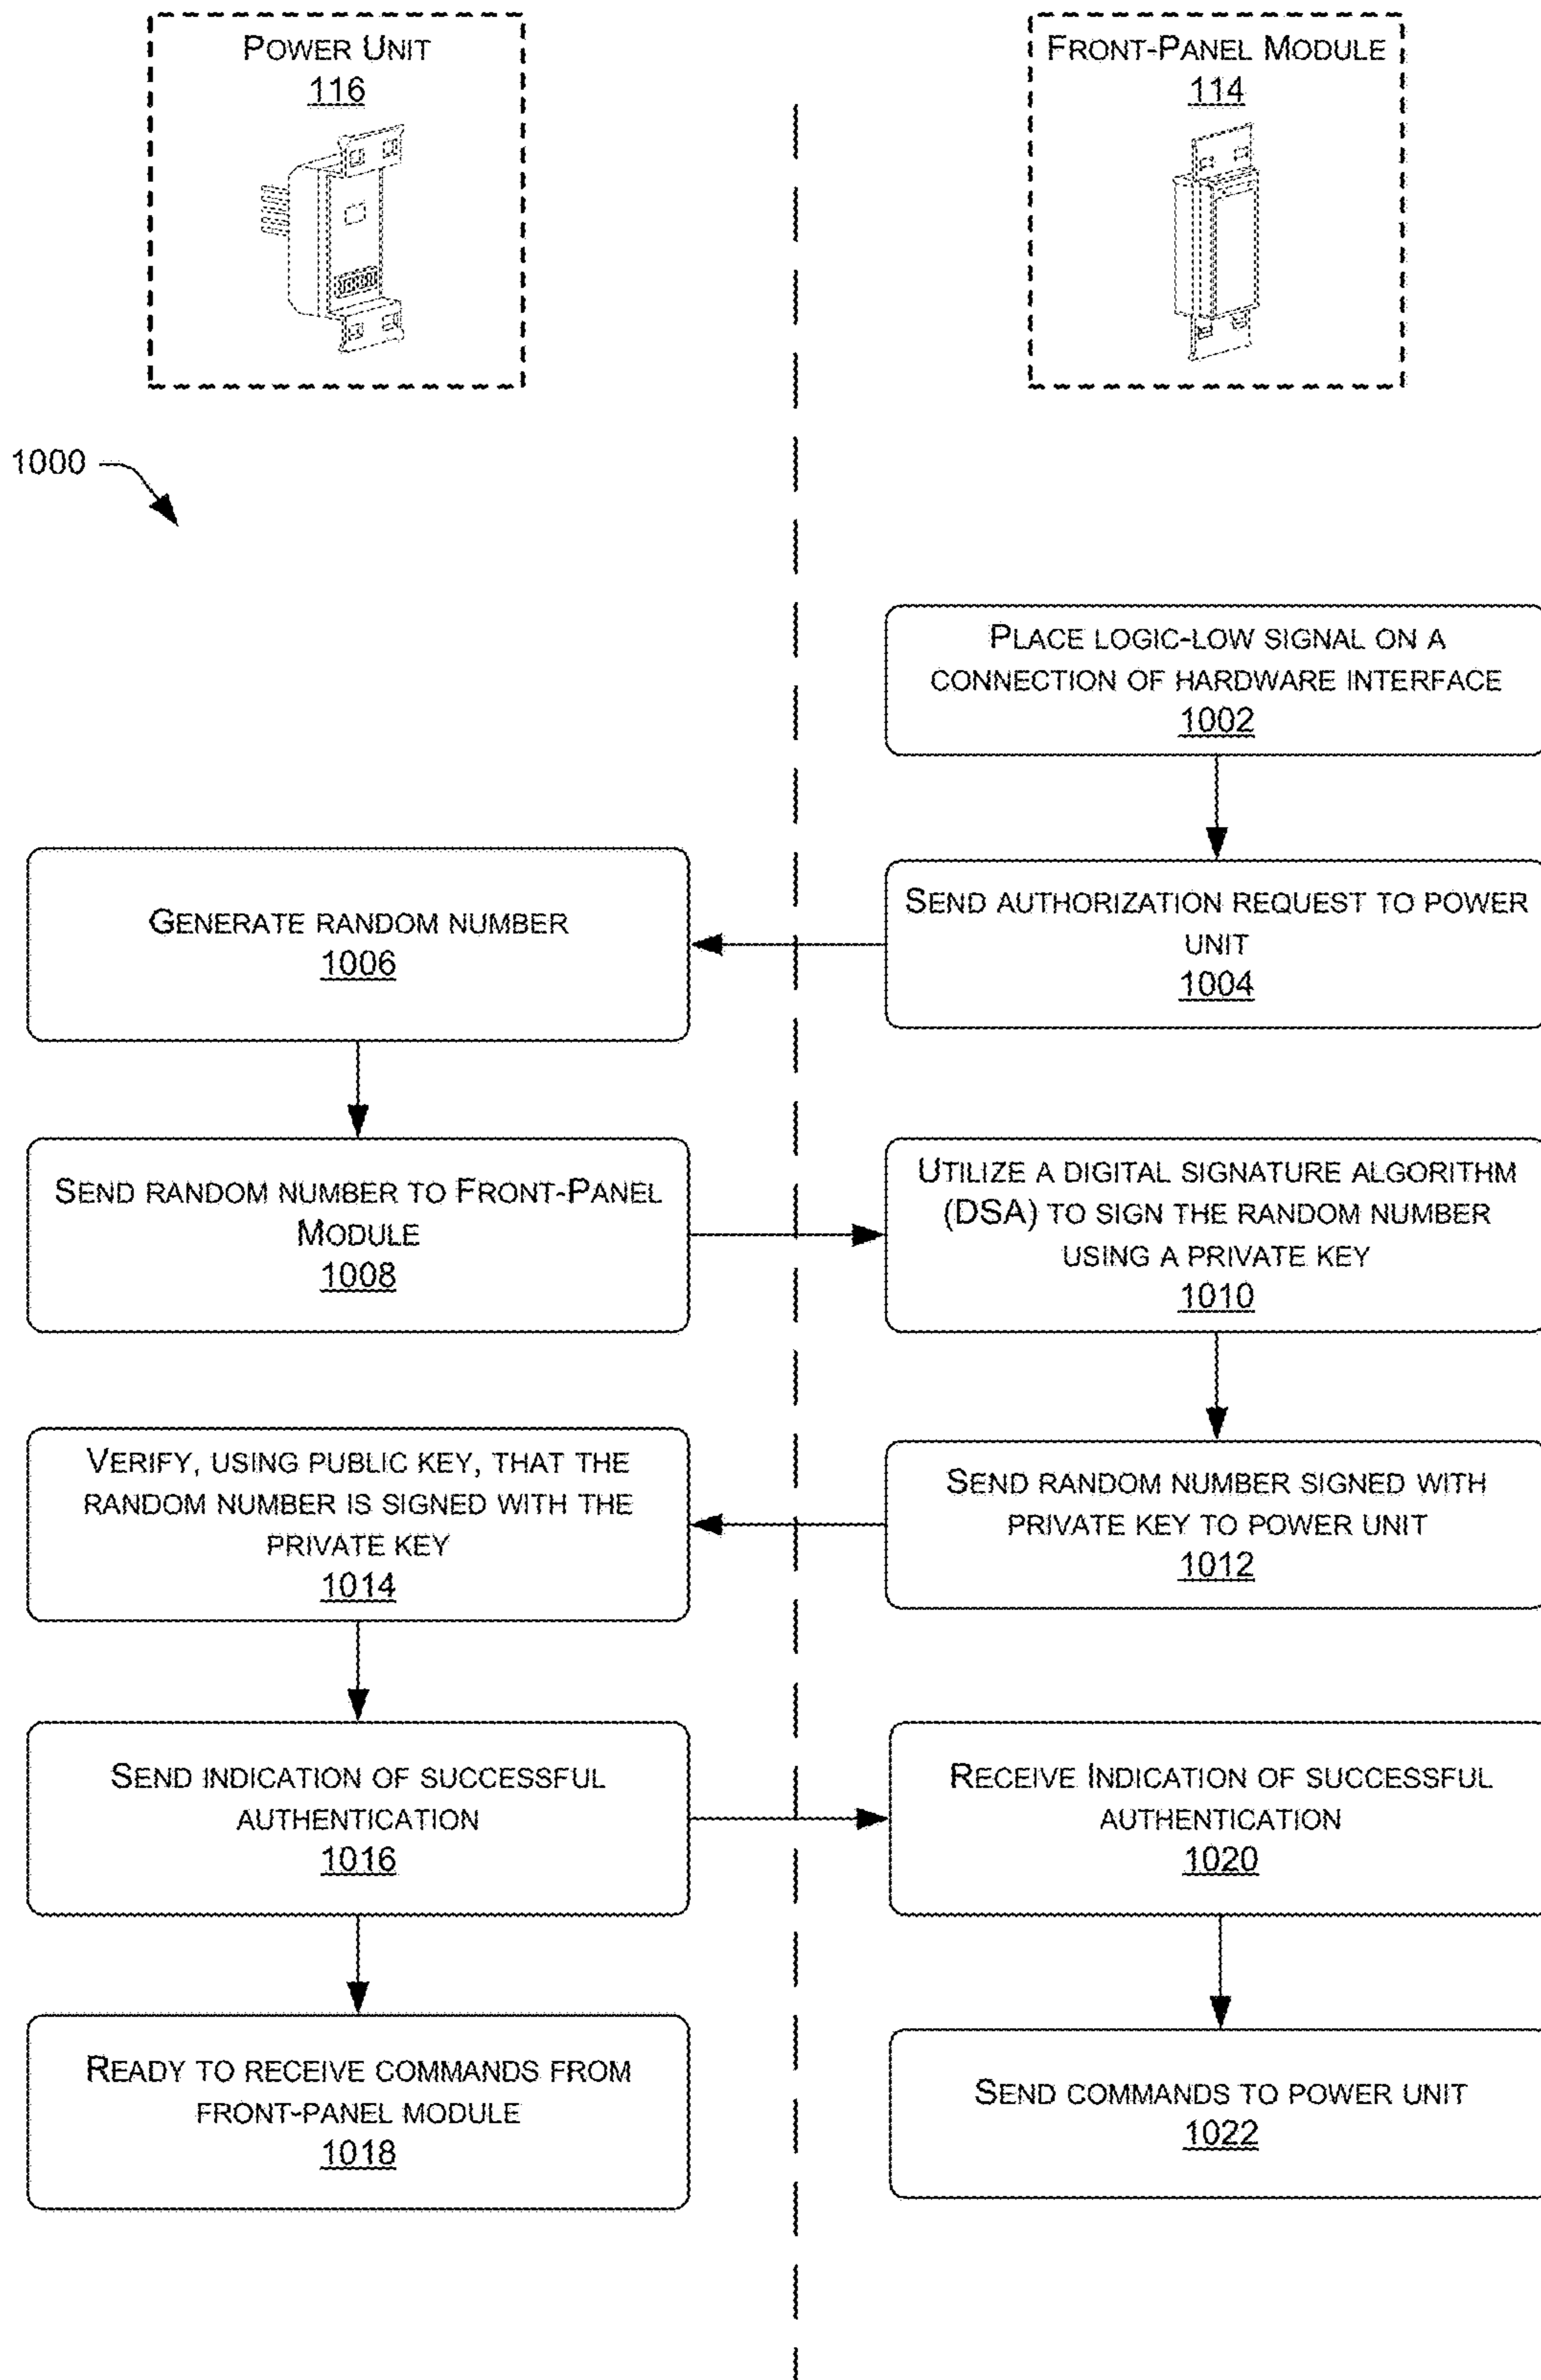 POWER UNIT
116
FRONT-PANEL MODULE
114
1000
PLACE LOGIC-LOW SIGNAL ON A
CONNECTION OF HARDWARE INTERFACE
1002
SEND AUTHORIZATION REQUEST TO POWER
UNIT
1004
GENERATE RANDOM NUMBER
1006
SEND RANDOM NUMBER TO FRONT-PANEL
MODULE
1008
UTILIZE A DIGITAL SIGNATURE ALGORITHM
(DSA) TO SIGN THE RANDOM NUMBER
USING A PRIVATE KEY
1010
SEND RANDOM NUMBER SIGNED WITH
PRIVATE KEY TO POWER UNIT
1012
VERIFY, USING PUBLIC KEY, THAT THE
RANDOM NUMBER IS SIGNED WITH THE
PRIVATE KEY
1014
SEND INDICATION OF SUCCESSFUL
AUTHENTICATION
1016
RECEIVE INDICATION OF SUCCESSFUL
AUTHENTICATION
1020
READY TO RECEIVE COMMANDS FROM
FRONT-PANEL MODULE
1018
SEND COMMANDS TO POWER UNIT
1022